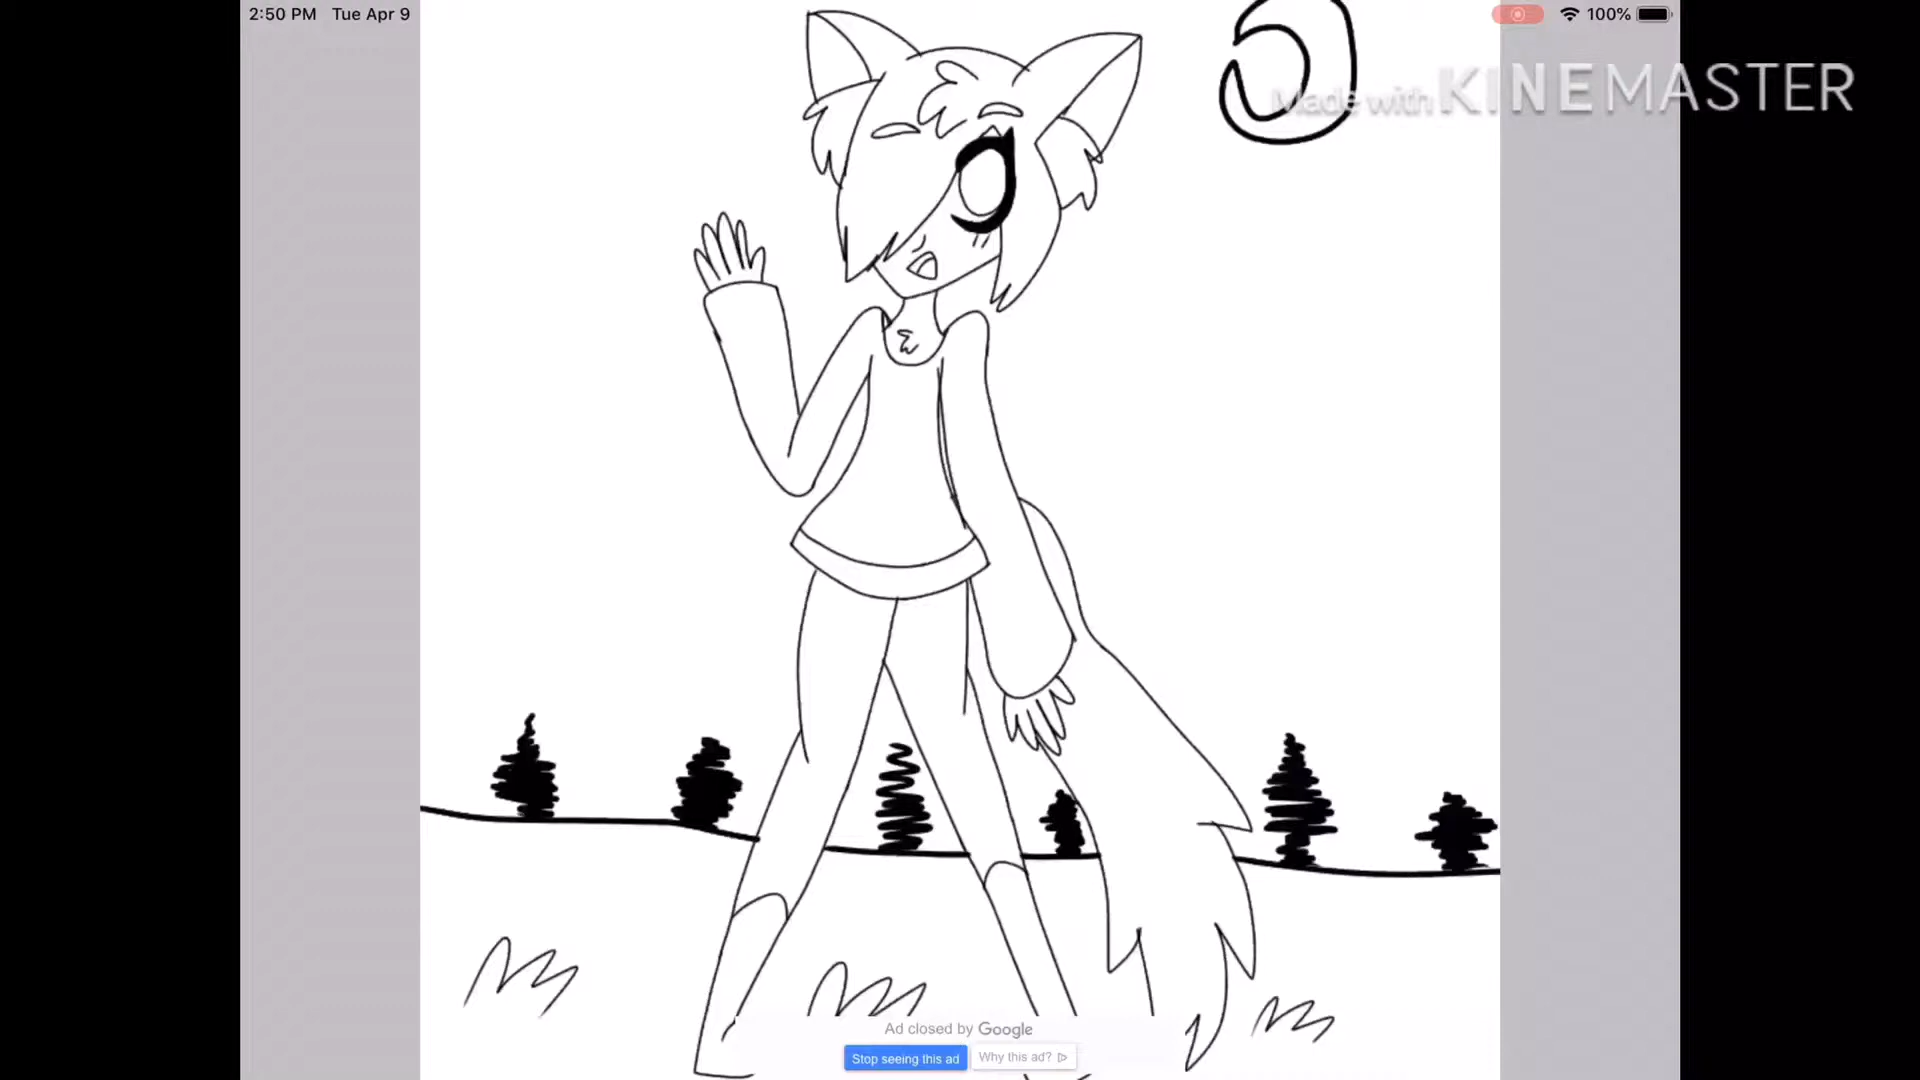 2:50 PM Tue Apr 9
100%
Made with KINEMASTER
Ad closed by Google
Stop seeing this ad
Why this ad?